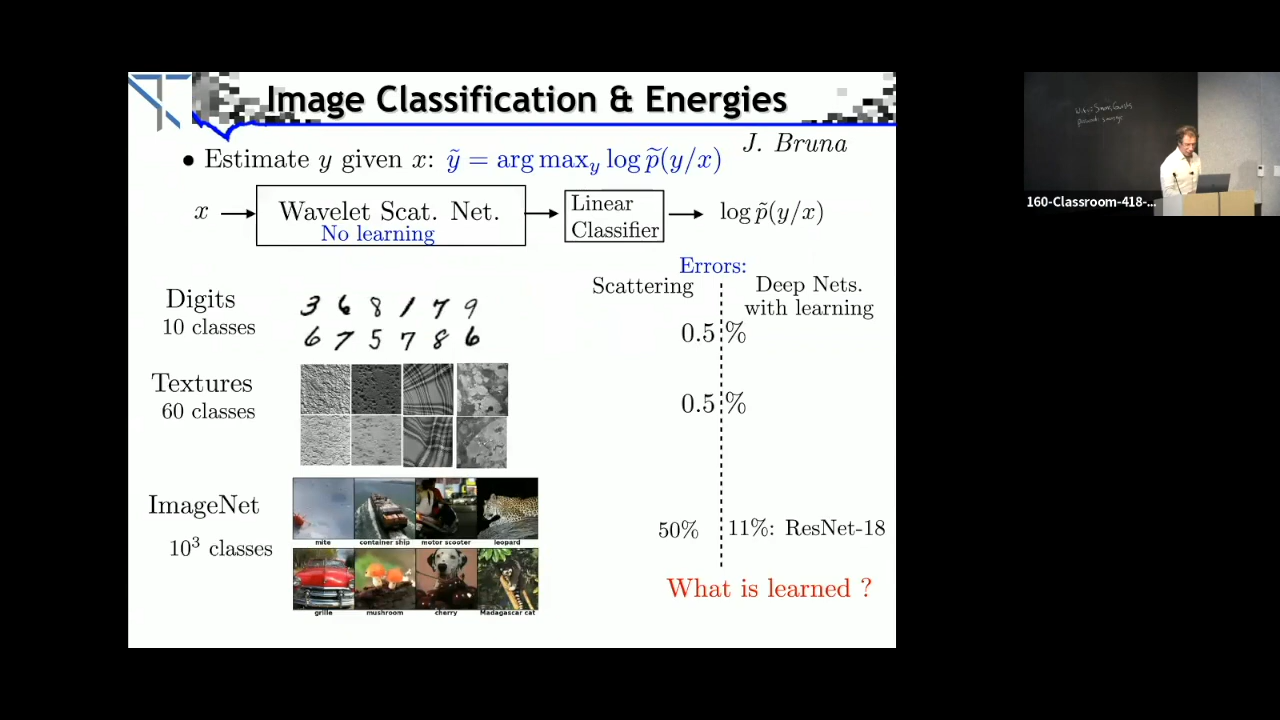 Image Classification & Energies
J. Bruna
• Estimate y given x: ỹ = arg max_y log p̃(y/x)
x → Wavelet Scat. Net. → Linear Classifier → log p̃(y/x)
No learning
Errors:
Scattering
Deep Nets.
with learning
Digits
10 classes
3 6 8 1 7 9
6 7 5 7 8 6
0.5 %
Textures
60 classes
0.5 %
ImageNet
10³ classes
mite container ship motor scooter leopard
grille mushroom cherry Madagascar cat
50% 11%: ResNet-18
What is learned ?
160-Classroom-418-...